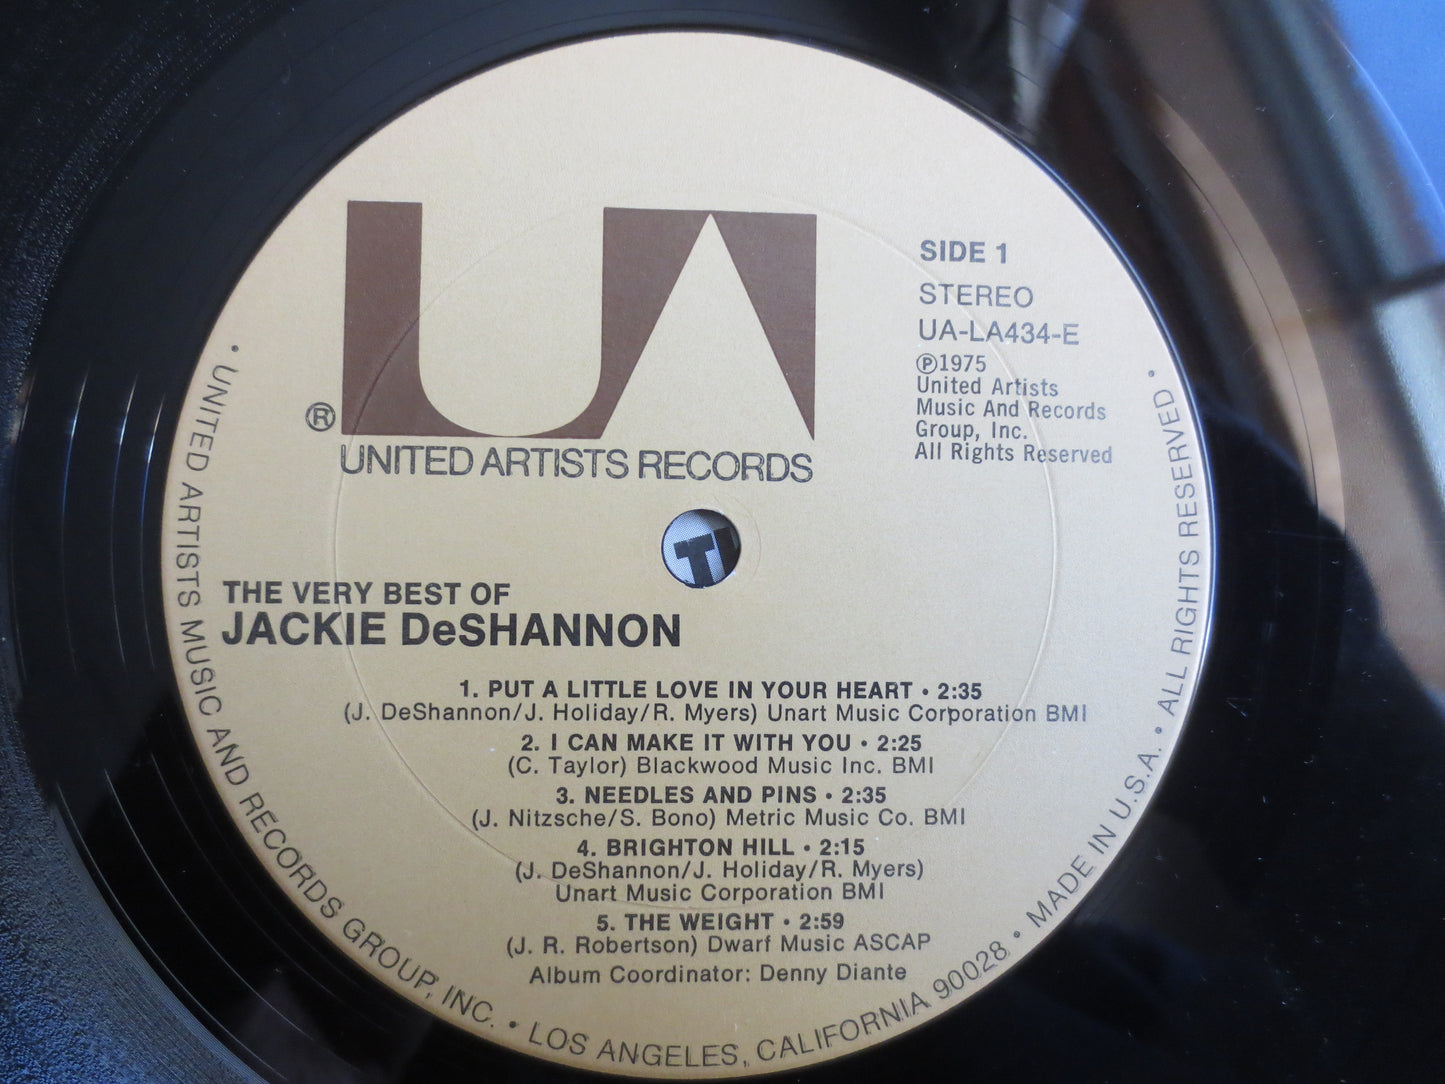 UA
®
UNITED ARTISTS RECORDS
SIDE 1
STEREO
UA-LA434-E
℗1975
United Artists
Music And Records
Group, Inc.
All Rights Reserved
THE VERY BEST OF
JACKIE DeSHANNON
1. PUT A LITTLE LOVE IN YOUR HEART • 2:35
(J. DeShannon/J. Holiday/R. Myers) Unart Music Corporation BMI
2. I CAN MAKE IT WITH YOU • 2:25
(C. Taylor) Blackwood Music Inc. BMI
3. NEEDLES AND PINS • 2:35
(J. Nitzsche/S. Bono) Metric Music Co. BMI
4. BRIGHTON HILL • 2:15
(J. DeShannon/J. Holiday/R. Myers)
Unart Music Corporation BMI
5. THE WEIGHT • 2:59
(J. R. Robertson) Dwarf Music ASCAP
Album Coordinator: Denny Diante
• UNITED ARTISTS MUSIC AND RECORDS GROUP, INC. • LOS ANGELES, CALIFORNIA 90028 • MADE IN U.S.A. • ALL RIGHTS RESERVED •